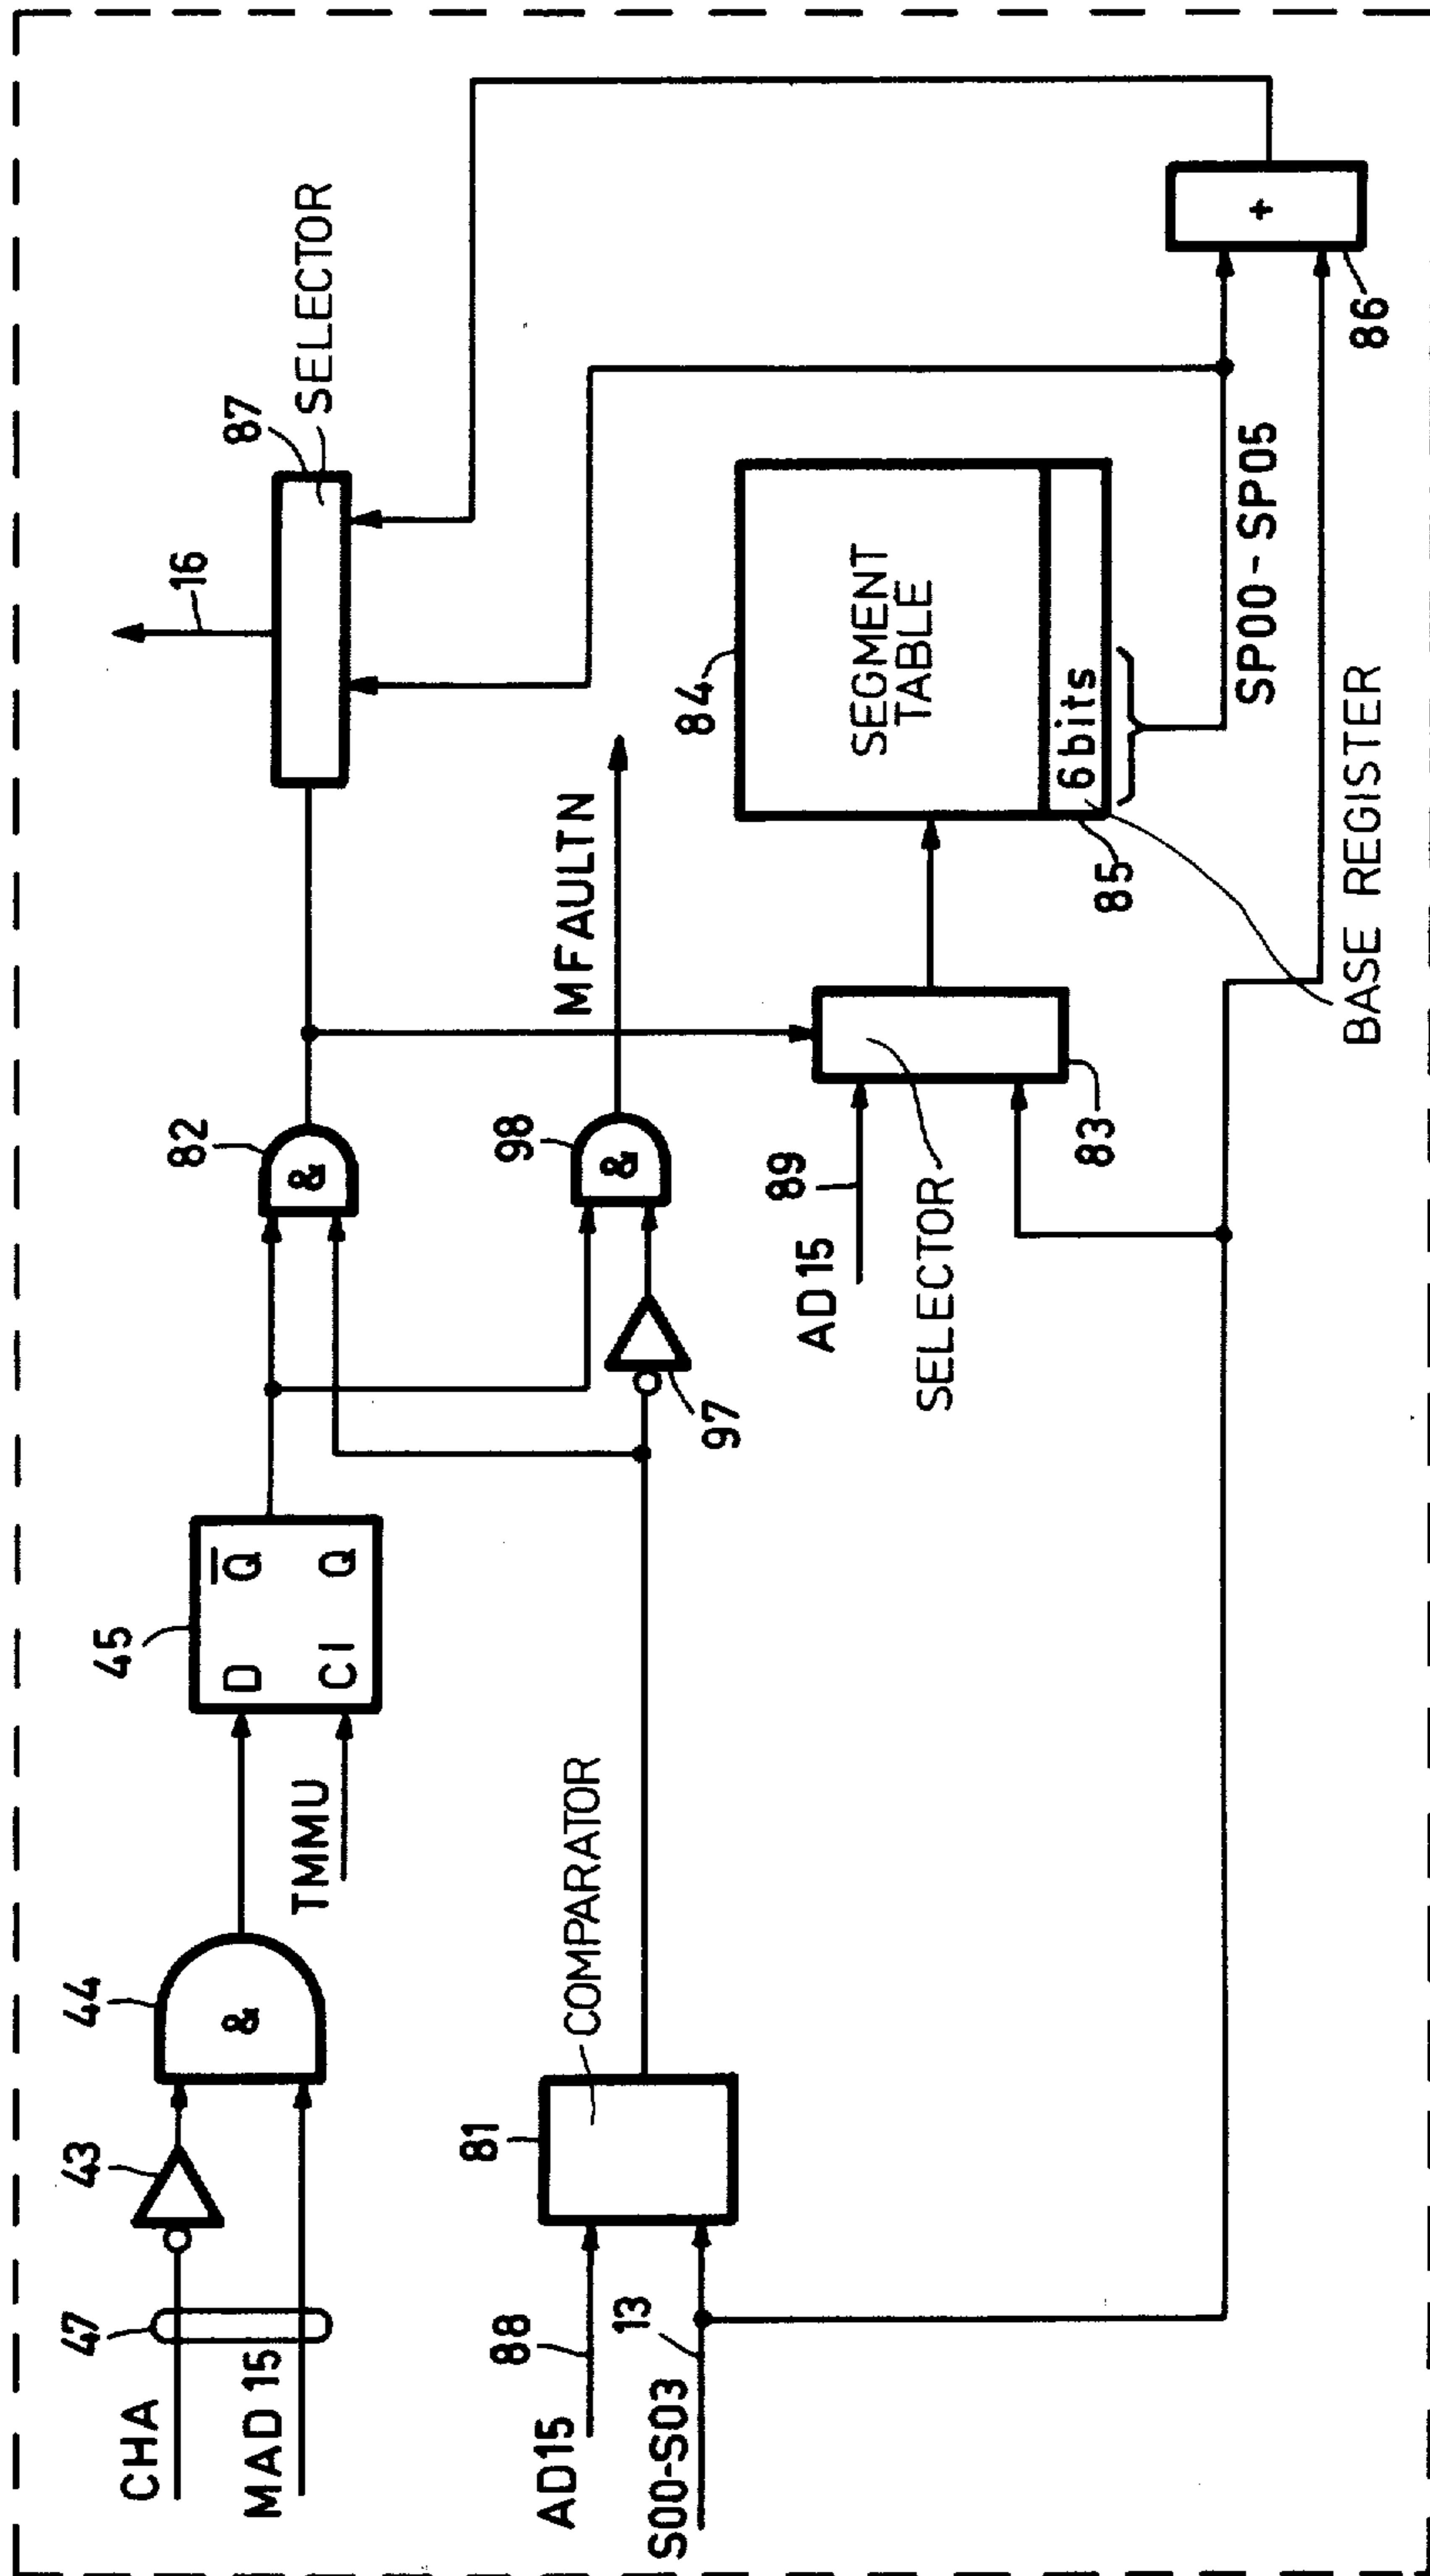 CHA
MAD 15
47
43
44
&
TMMU
45
D
Q
CI
Q
82
&
98
&
97
MFAULTN
16
87
SELECTOR
AD15
88
S00-S03
13
81
COMPARATOR
AD15
89
SELECTOR
83
84
SEGMENT
TABLE
6 bits
85
SP00-SP05
BASE REGISTER
+
86